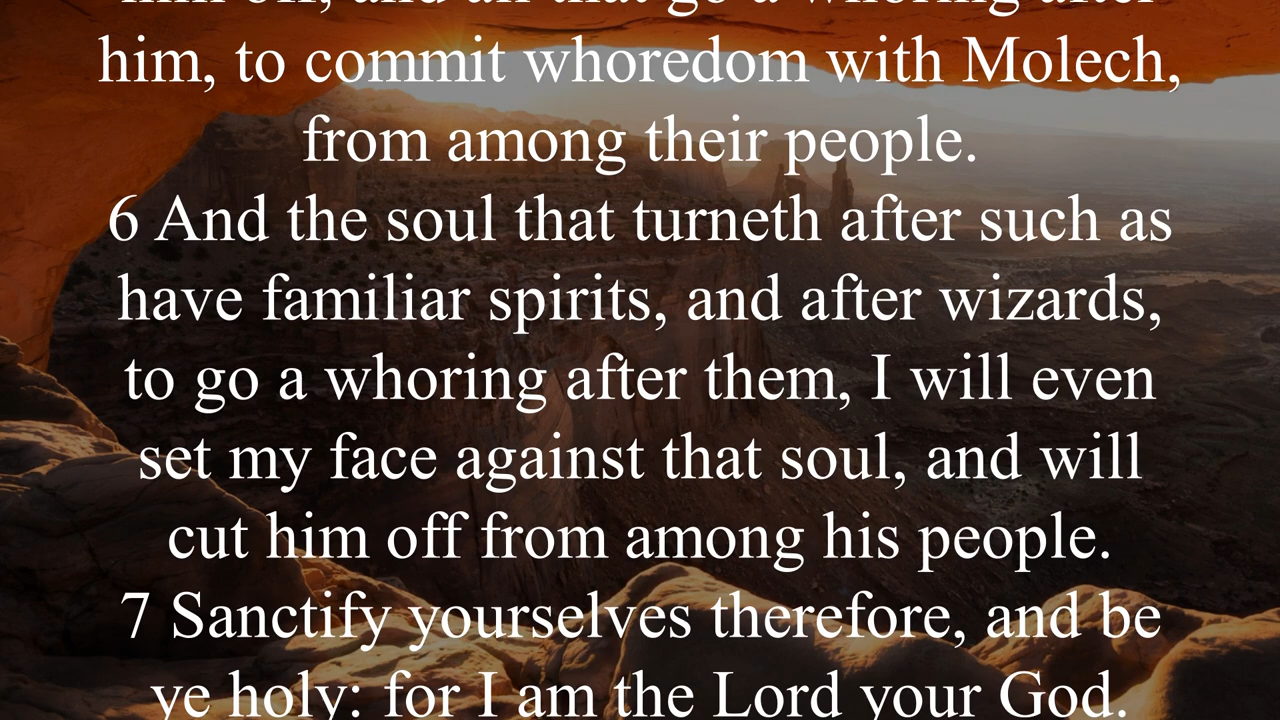 him off, and all that go a whoring after
him, to commit whoredom with Molech,
from among their people.
6 And the soul that turneth after such as
have familiar spirits, and after wizards,
to go a whoring after them, I will even
set my face against that soul, and will
cut him off from among his people.
7 Sanctify yourselves therefore, and be
ye holy: for I am the Lord your God.